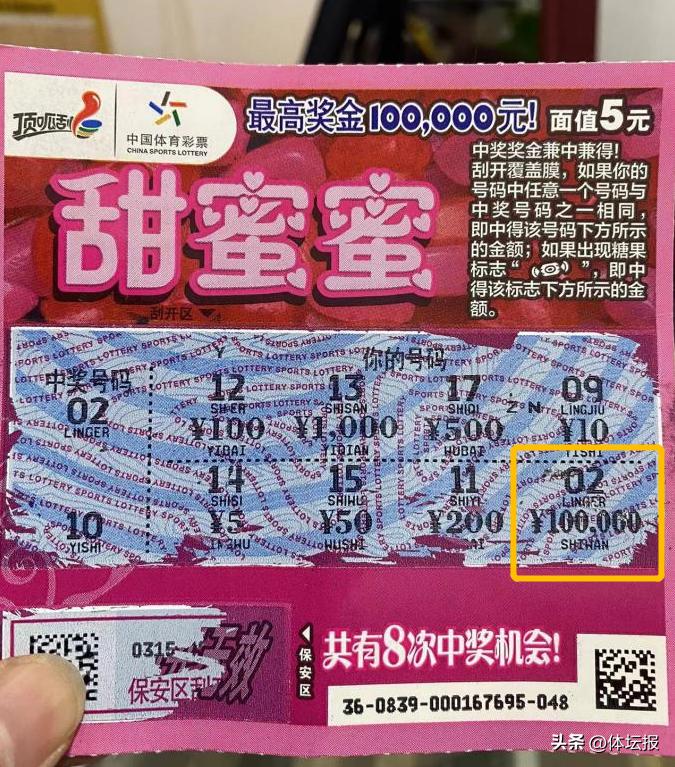 顶呱刮
中国体育彩票
CHINA SPORTS LOTTERY
最高奖金100,000元!
面值5元
甜蜜蜜
中奖奖金兼中兼得!
刮开覆盖膜，如果你的
号码中任意一个号码与
中奖号码之一相同，
即中得该号码下方所示
的金额；如果出现糖果
标志“ ”，即中
得该标志下方所示的金
额。
刮开区
中奖号码
02
LINGER
10
YISHI
你的号码
12 13 17 09
SHIER SHISAN SHIQI LINGJIU
¥100 ¥1,000 ¥500 ¥10
YIBAI YIQIAN WUBAI YISHI
14 15 11 02
SHISI SHIWU SHIYI LINGER
¥5 ¥50 ¥200 ¥100,000
WUSHI SHIWAN
0315
保安区刮
效
保安区
共有8次中奖机会!
36-0839-000167695-048
头条 @体坛报